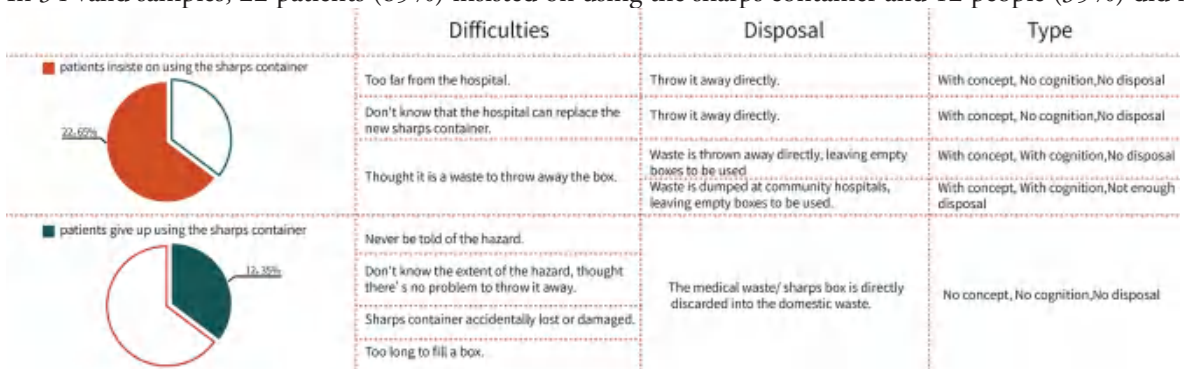 Difficulties Disposal Type
patients insiste on using the sharps container
22, 65%
Too far from the hospital. Throw it away directly. With concept, No cognition,No disposal
Don't know that the hospital can replace the
new sharps container.
Throw it away directly. With concept, No cognition,No disposal
Thought it is a waste to throw away the box.
Waste is thrown away directly, leaving empty
boxes to be used
With concept, With cognition,No disposal
Waste is dumped at community hospitals,
leaving empty boxes to be used.
With concept, With cognition,Not enough
disposal
patients give up using the sharps container
12, 35%
Never be told of the hazard.
Don't know the extent of the hazard, thought
there's no problem to throw it away.
Sharps container accidentally lost or damaged.
Too long to fill a box.
The medical waste/ sharps box is directly
discarded into the domestic waste.
No concept, No cognition,No disposal